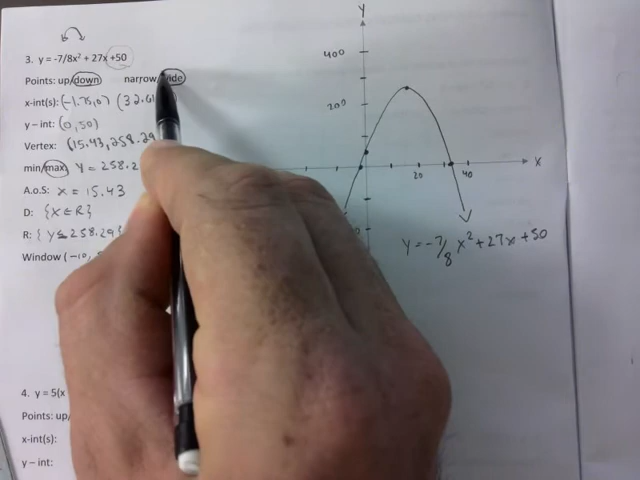 3. y = -7/8x² + 27x +50
Points: up/down narrow/wide
x-int(s): (-1.75,0) (32.61
y – int: (0,50)
Vertex: (15.43,258.29
min/max Y = 258.2
A.o.S: x = 15.43
D: {X∈R}
R: {Y≤258.29}
Window (-10,
4. y = 5(x
Points: up/
x-int(s):
y – int:
Y
400
200
20
40
X
Y = -7/8 x² + 27x + 50